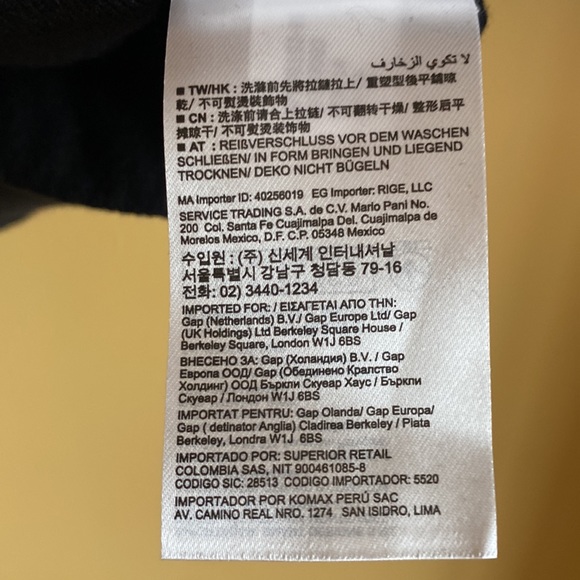 لا تكوي الزخارف
■ TW/HK : 洗滌前先將拉鏈拉上/ 重塑型後平鋪晾
乾/ 不可熨燙裝飾物
■ CN : 洗涤前请合上拉链/ 不可翻转干燥/ 整形后平
摊晾干/ 不可熨烫装饰物
■ AT : REIßVERSCHLUSS VOR DEM WASCHEN
SCHLIEßEN/ IN FORM BRINGEN UND LIEGEND
TROCKNEN/ DEKO NICHT BÜGELN
MA Importer ID: 40256019 EG Importer: RIGE, LLC
SERVICE TRADING S.A. de C.V. Mario Pani No.
200 Col. Santa Fe Cuajimalpa Del. Cuajimalpa de
Morelos Mexico, D.F. C.P. 05348 Mexico
수입원 : (주) 신세계 인터내셔날
서울특별시 강남구 청담동 79-16
전화: 02) 3440-1234
IMPORTED FOR: / ΕΙΣΑΓΕΤΑΙ ΑΠΟ ΤΗΝ:
Gap (Netherlands) B.V./ Gap Europe Ltd/ Gap
(UK Holdings) Ltd Berkeley Square House /
Berkeley Square, London W1J 6BS
ВНЕСЕНО ЗА: Gap (Холандия) B.V. / Gap
Европа ООД/ Gap (Обединено Кралство
Холдинг) ООД Бъркли Скуеар Хаус / Бъркли
Скуеар / Лондон W1J 6BS
IMPORTAT PENTRU: Gap Olanda/ Gap Europa/
Gap ( detinator Anglia) Cladirea Berkeley / Piata
Berkeley, Londra W1J 6BS
IMPORTADO POR: SUPERIOR RETAIL
COLOMBIA SAS, NIT 900461085-8
CODIGO SIC: 28513 CODIGO IMPORTADOR: 5520
IMPORTADOR POR KOMAX PERÚ SAC
AV. CAMINO REAL NRO. 1274 SAN ISIDRO, LIMA